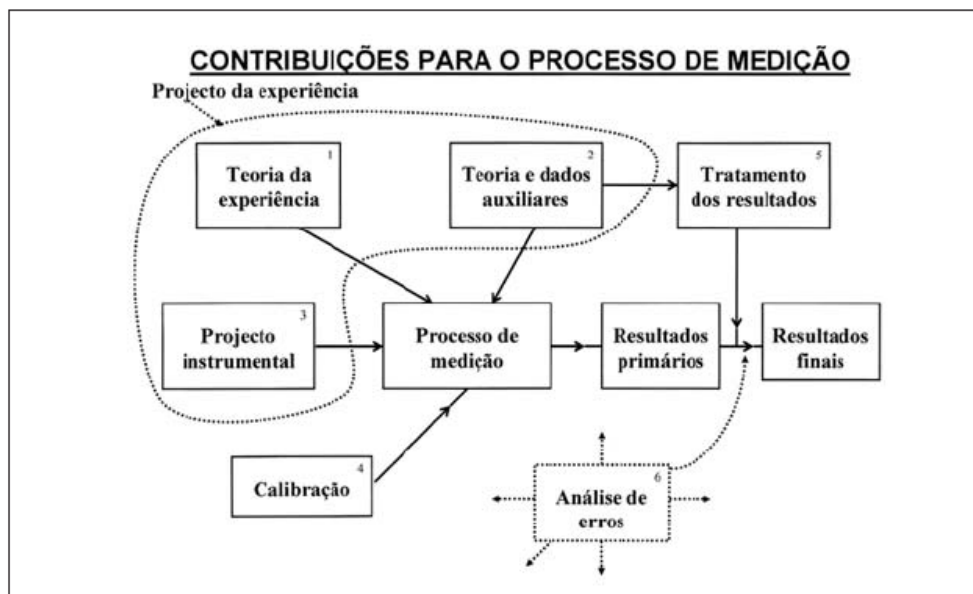 CONTRIBUIÇÕES PARA O PROCESSO DE MEDIÇÃO
Projecto da experiência
1
Teoria da
experiência
2
Teoria e dados
auxiliares
5
Tratamento
dos resultados
3
Projecto
instrumental
Processo de
medição
Resultados
primários
Resultados
finais
4
Calibração
6
Análise de
erros